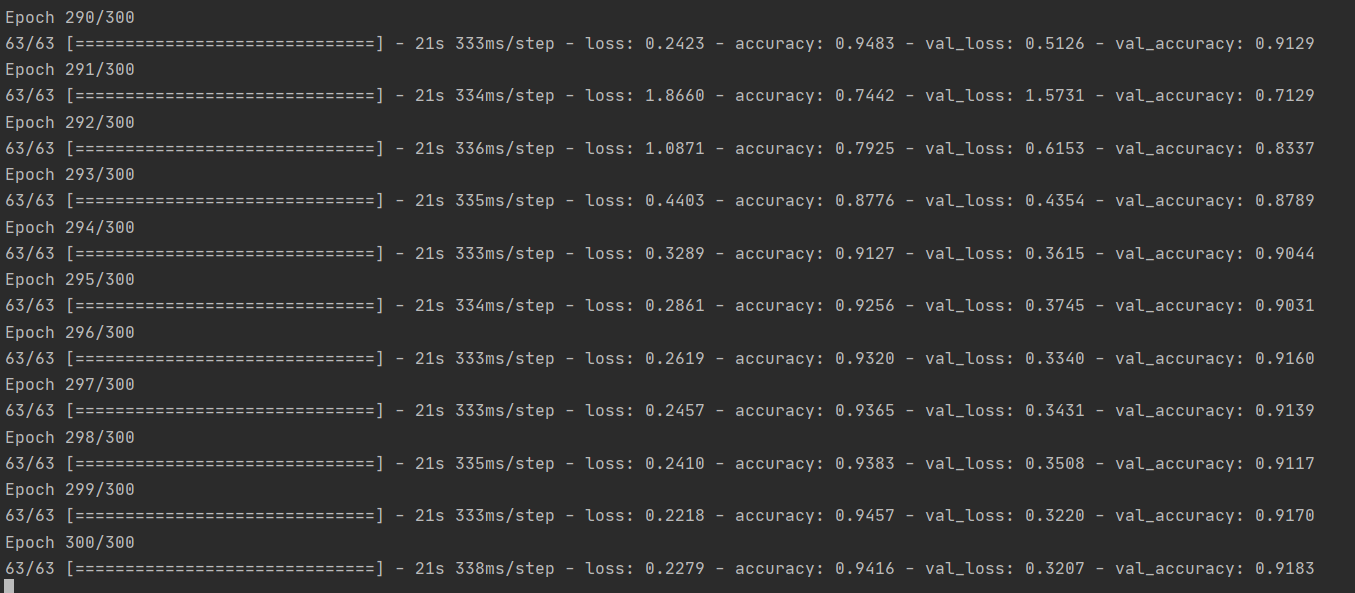 Epoch 290/300
63/63 [==============================] - 21s 333ms/step - loss: 0.2423 - accuracy: 0.9483 - val_loss: 0.5126 - val_accuracy: 0.9129
Epoch 291/300
63/63 [==============================] - 21s 334ms/step - loss: 1.8660 - accuracy: 0.7442 - val_loss: 1.5731 - val_accuracy: 0.7129
Epoch 292/300
63/63 [==============================] - 21s 336ms/step - loss: 1.0871 - accuracy: 0.7925 - val_loss: 0.6153 - val_accuracy: 0.8337
Epoch 293/300
63/63 [==============================] - 21s 335ms/step - loss: 0.4403 - accuracy: 0.8776 - val_loss: 0.4354 - val_accuracy: 0.8789
Epoch 294/300
63/63 [==============================] - 21s 333ms/step - loss: 0.3289 - accuracy: 0.9127 - val_loss: 0.3615 - val_accuracy: 0.9044
Epoch 295/300
63/63 [==============================] - 21s 334ms/step - loss: 0.2861 - accuracy: 0.9256 - val_loss: 0.3745 - val_accuracy: 0.9031
Epoch 296/300
63/63 [==============================] - 21s 333ms/step - loss: 0.2619 - accuracy: 0.9320 - val_loss: 0.3340 - val_accuracy: 0.9160
Epoch 297/300
63/63 [==============================] - 21s 333ms/step - loss: 0.2457 - accuracy: 0.9365 - val_loss: 0.3431 - val_accuracy: 0.9139
Epoch 298/300
63/63 [==============================] - 21s 335ms/step - loss: 0.2410 - accuracy: 0.9383 - val_loss: 0.3508 - val_accuracy: 0.9117
Epoch 299/300
63/63 [==============================] - 21s 333ms/step - loss: 0.2218 - accuracy: 0.9457 - val_loss: 0.3220 - val_accuracy: 0.9170
Epoch 300/300
63/63 [==============================] - 21s 338ms/step - loss: 0.2279 - accuracy: 0.9416 - val_loss: 0.3207 - val_accuracy: 0.9183